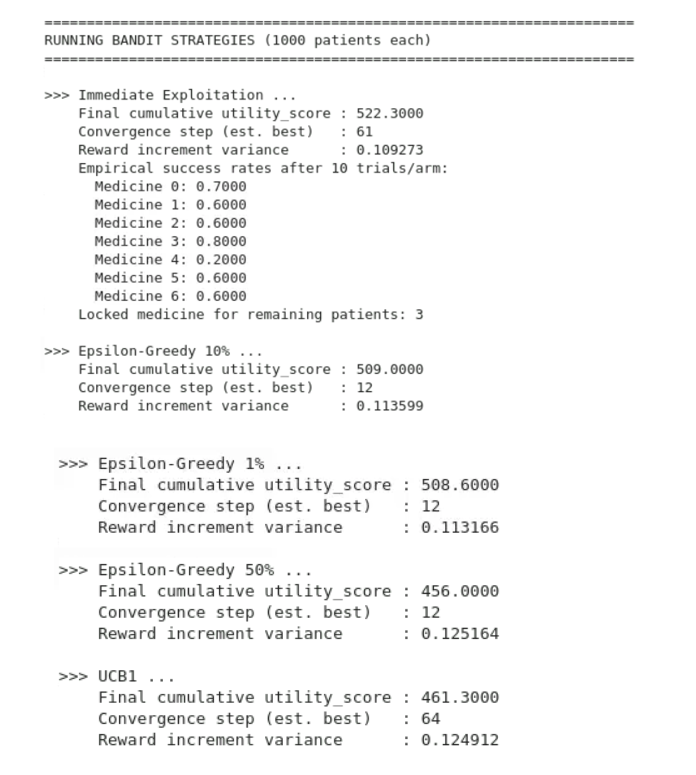 ========================================================================
RUNNING BANDIT STRATEGIES (1000 patients each)
========================================================================
>>> Immediate Exploitation ...
Final cumulative utility_score : 522.3000
Convergence step (est. best) : 61
Reward increment variance : 0.109273
Empirical success rates after 10 trials/arm:
Medicine 0: 0.7000
Medicine 1: 0.6000
Medicine 2: 0.6000
Medicine 3: 0.8000
Medicine 4: 0.2000
Medicine 5: 0.6000
Medicine 6: 0.6000
Locked medicine for remaining patients: 3
>>> Epsilon-Greedy 10% ...
Final cumulative utility_score : 509.0000
Convergence step (est. best) : 12
Reward increment variance : 0.113599
>>> Epsilon-Greedy 1% ...
Final cumulative utility_score : 508.6000
Convergence step (est. best) : 12
Reward increment variance : 0.113166
>>> Epsilon-Greedy 50% ...
Final cumulative utility_score : 456.0000
Convergence step (est. best) : 12
Reward increment variance : 0.125164
>>> UCB1 ...
Final cumulative utility_score : 461.3000
Convergence step (est. best) : 64
Reward increment variance : 0.124912